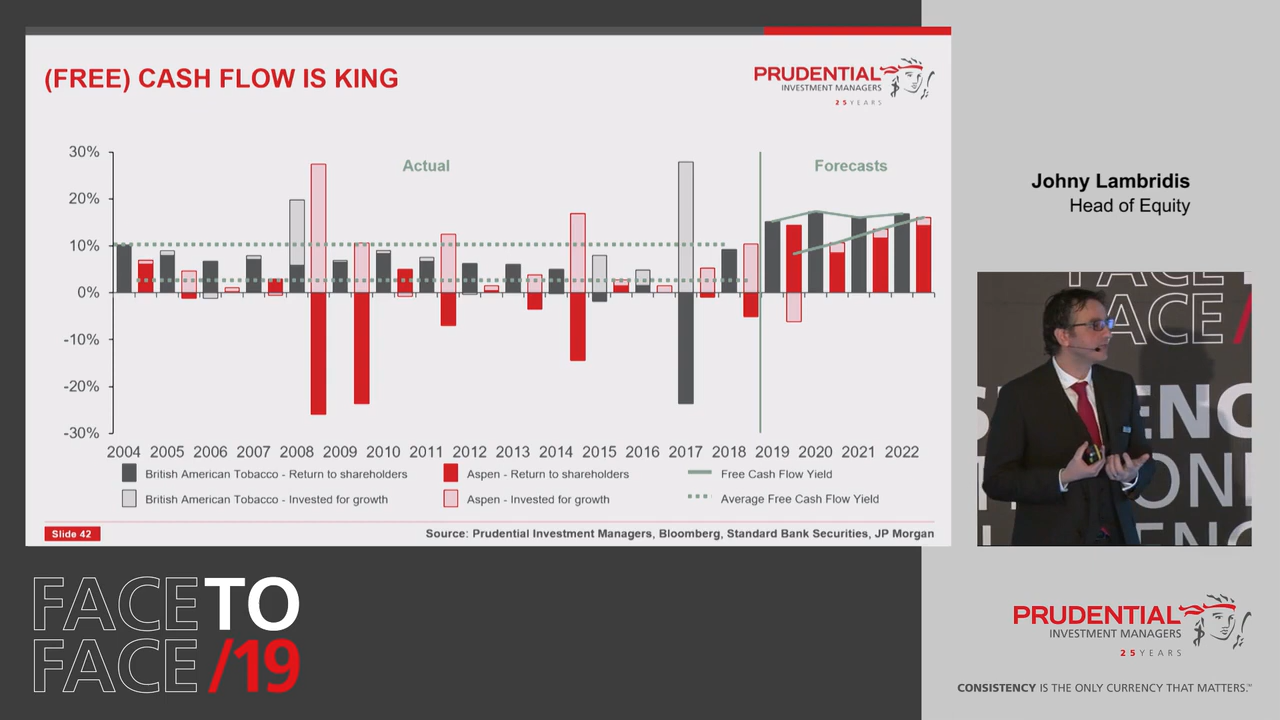 (FREE) CASH FLOW IS KING
PRUDENTIAL
INVESTMENT MANAGERS
25 YEARS
30%
20%
10%
0%
-10%
-20%
-30%
Actual
Forecasts
2004 2005 2006 2007 2008 2009 2010 2011 2012 2013 2014 2015 2016 2017 2018 2019 2020 2021 2022
British American Tobacco - Return to shareholders
Aspen - Return to shareholders
Free Cash Flow Yield
British American Tobacco - Invested for growth
Aspen - Invested for growth
Average Free Cash Flow Yield
Slide 42
Source: Prudential Investment Managers, Bloomberg, Standard Bank Securities, JP Morgan
Johny Lambridis
Head of Equity
FACE TO
FACE /19
PRUDENTIAL
INVESTMENT MANAGERS
25 YEARS
CONSISTENCY IS THE ONLY CURRENCY THAT MATTERS.™